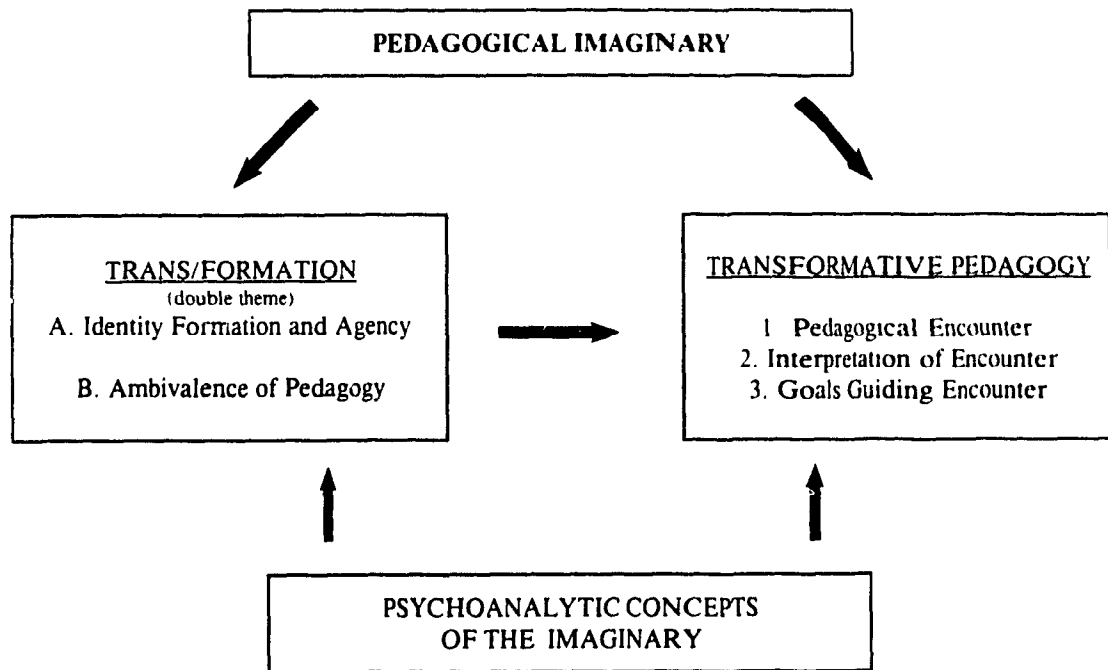 PEDAGOGICAL IMAGINARY
TRANS/FORMATION
(double theme)
A. Identity Formation and Agency
B. Ambivalence of Pedagogy
TRANSFORMATIVE PEDAGOGY
1 Pedagogical Encounter
2. Interpretation of Encounter
3. Goals Guiding Encounter
PSYCHOANALYTIC CONCEPTS
OF THE IMAGINARY